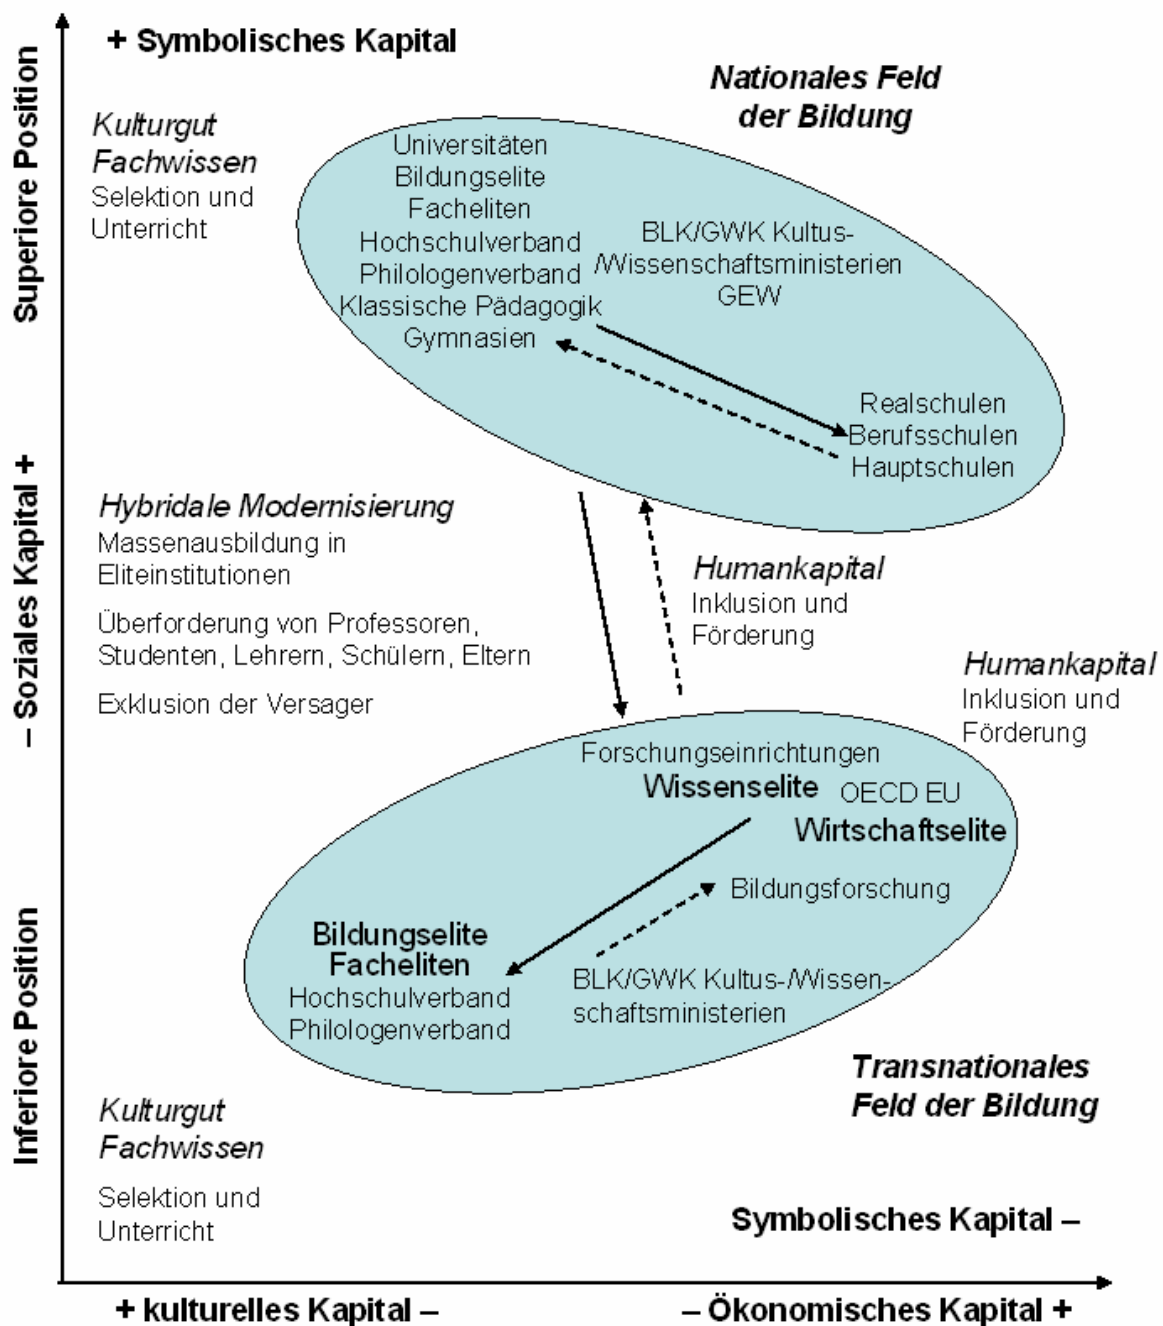 + Symbolisches Kapital
Nationales Feld
der Bildung
Kulturgut
Fachwissen
Selektion und
Unterricht
Universitäten
Bildungselite
Facheliten
Hochschulverband
Philologenverband
Klassische Pädagogik
Gymnasien
BLK/GWK Kultus-
/Wissenschaftsministerien
GEW
Realschulen
Berufsschulen
Hauptschulen
Hybridale Modernisierung
Massenausbildung in
Eliteinstitutionen
Überforderung von Professoren,
Studenten, Lehrern, Schülern, Eltern
Exklusion der Versager
Humankapital
Inklusion und
Förderung
Humankapital
Inklusion und
Förderung
Forschungseinrichtungen
Wissenselite
OECD EU
Wirtschaftselite
Bildungsforschung
Bildungselite
Facheliten
Hochschulverband
Philologenverband
BLK/GWK Kultus-/Wissen-
schaftsministerien
Transnationales
Feld der Bildung
Kulturgut
Fachwissen
Selektion und
Unterricht
Symbolisches Kapital –
Superiore Position
– Soziales Kapital +
Inferiore Position
+ kulturelles Kapital –
– Ökonomisches Kapital +